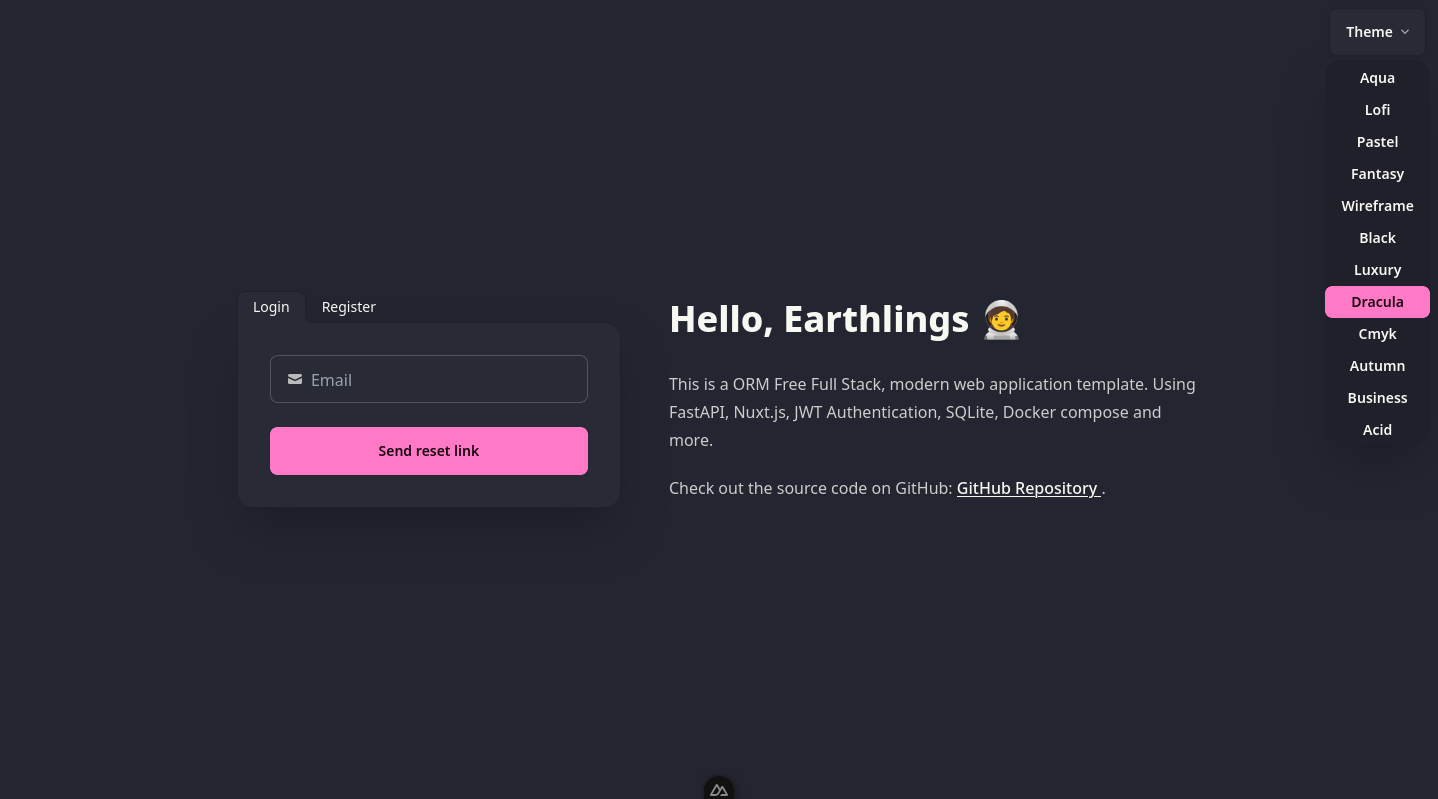 Theme
Aqua
Lofi
Pastel
Fantasy
Wireframe
Black
Luxury
Dracula
Cmyk
Autumn
Business
Acid
Login Register
Email
Send reset link
Hello, Earthlings 👩‍🚀
This is a ORM Free Full Stack, modern web application template. Using
FastAPI, Nuxt.js, JWT Authentication, SQLite, Docker compose and
more.
Check out the source code on GitHub: GitHub Repository .